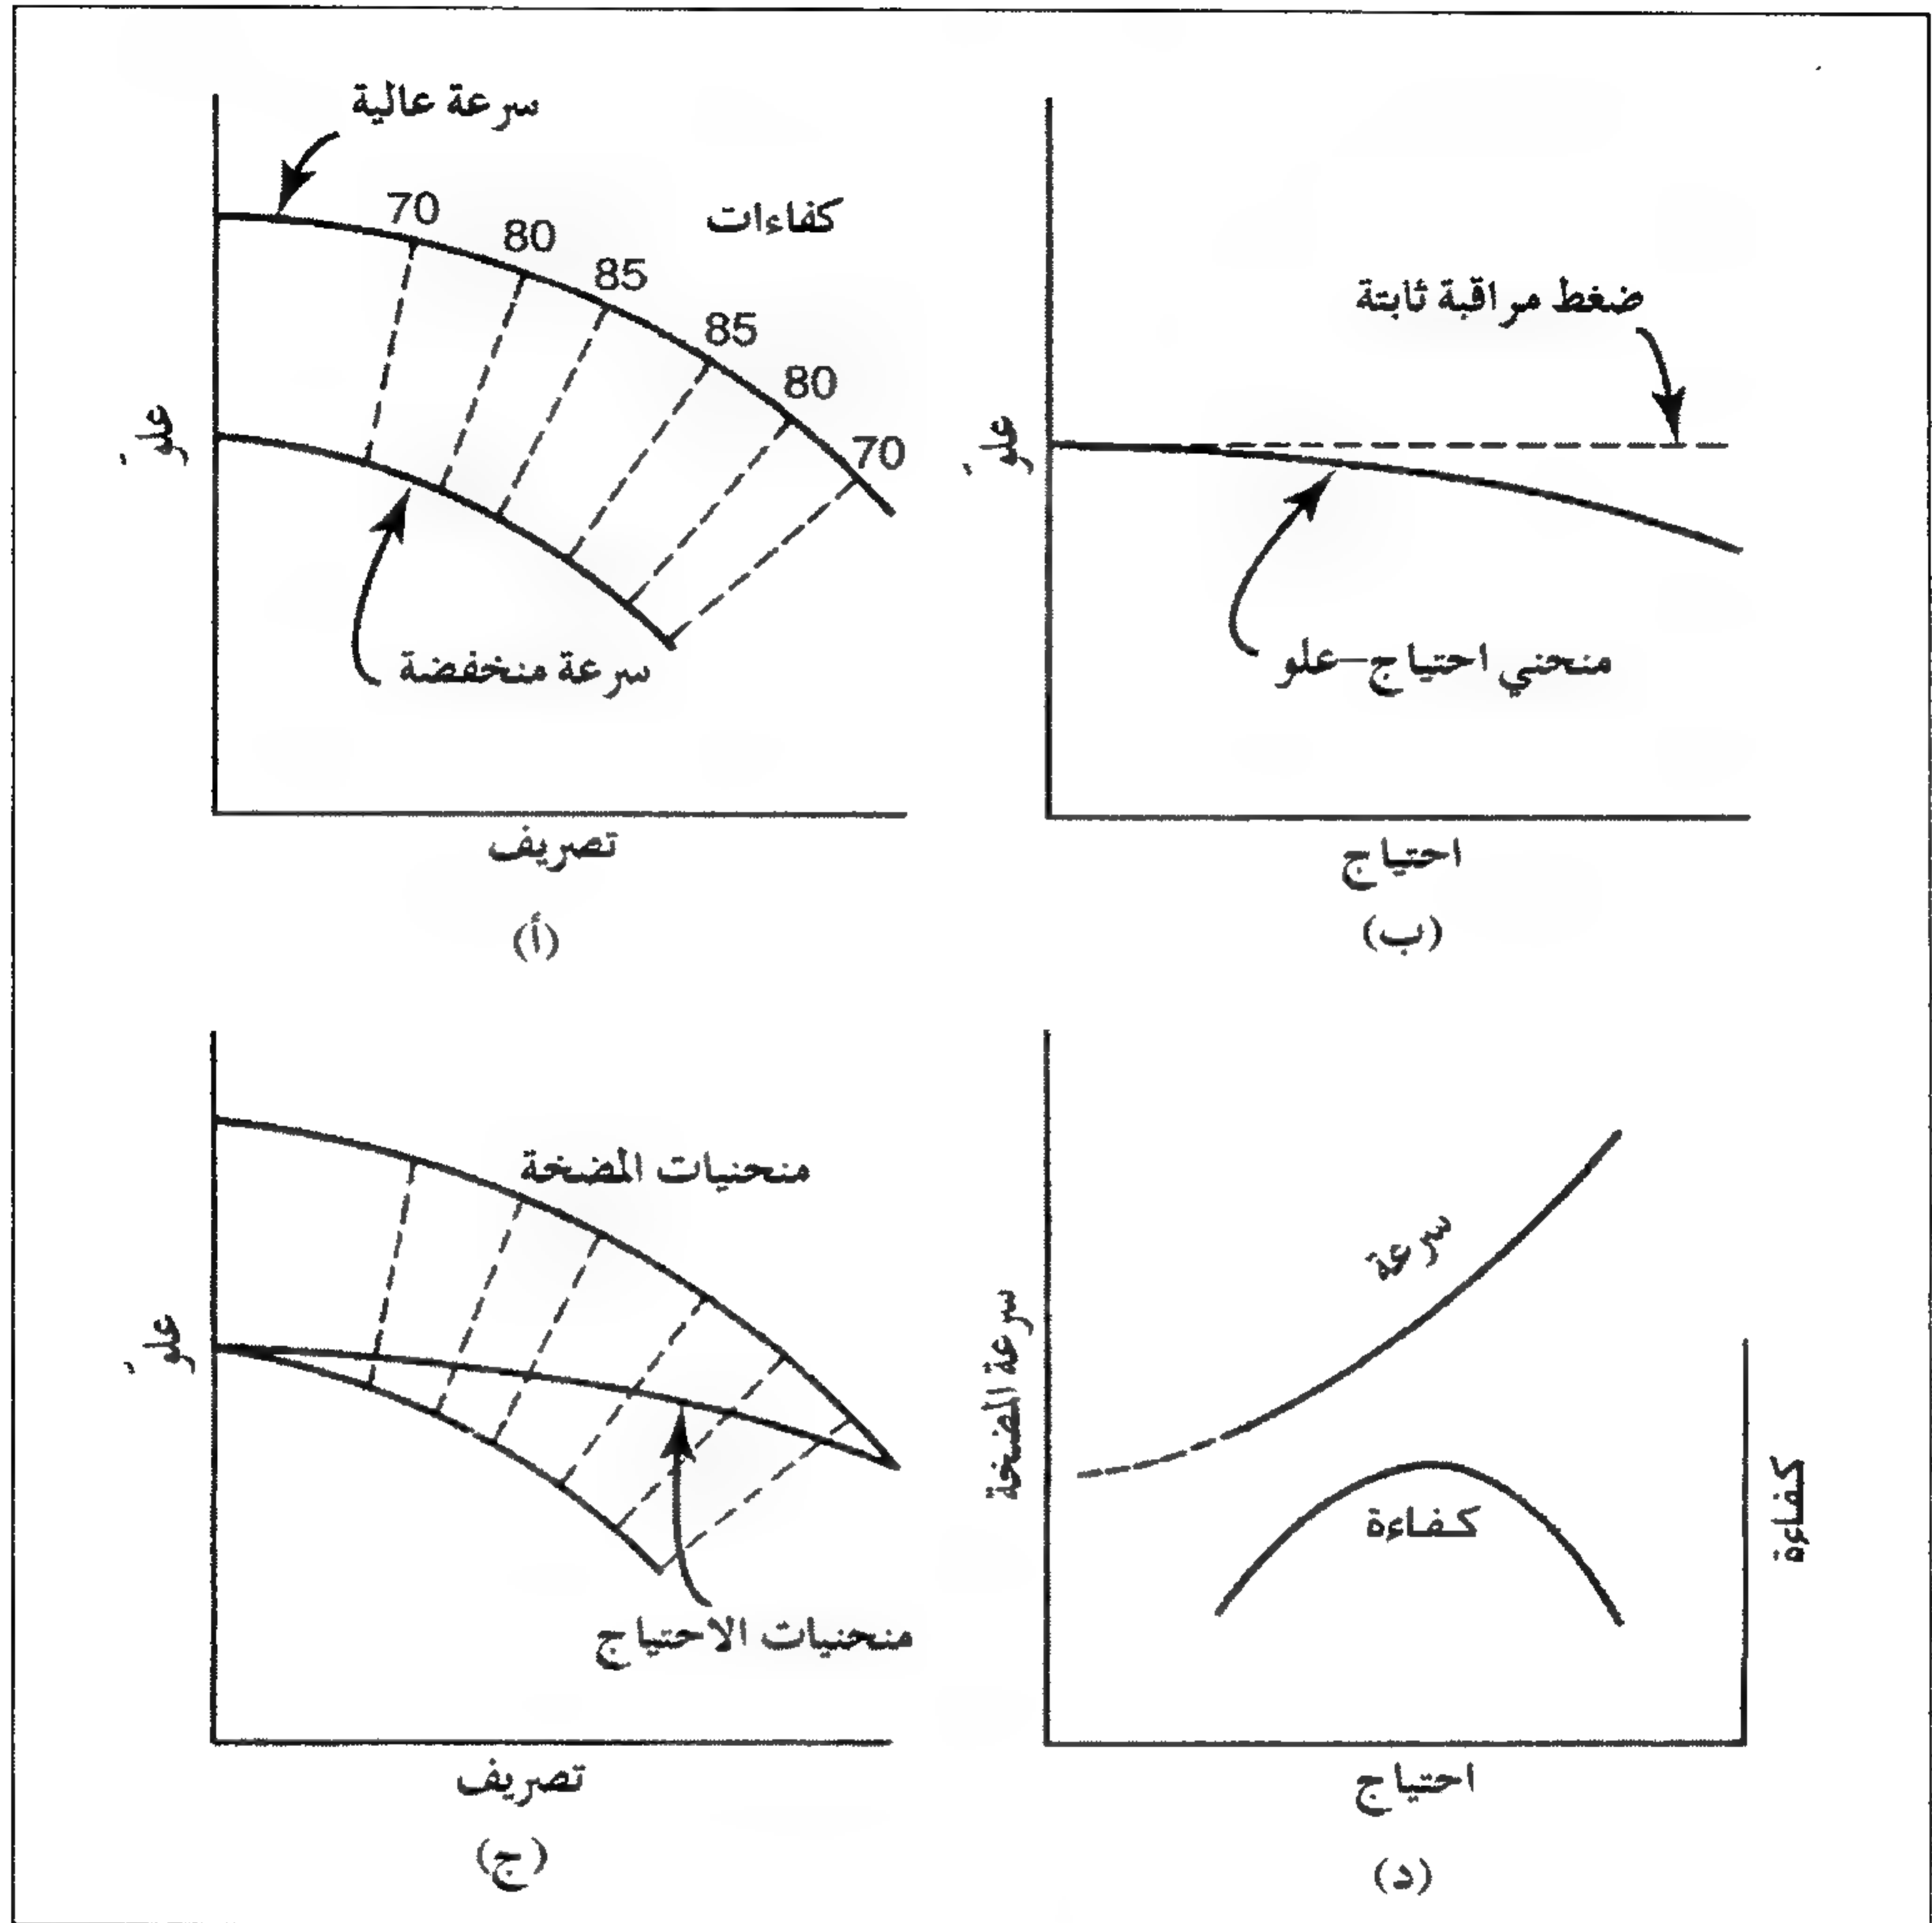 سرعة عالية
كفاءات
70
80
85
85
80
70
علو
سرعة منخفضة
تصريف
(أ)
ضغط مراقبة ثابتة
علو
منحني احتياج-علو
احتياج
(ب)
منحنيات المضخة
علو
منحنيات الاحتياج
تصريف
(ج)
سرعة
سرعة المضخة
كفاءة
كفاءة
احتياج
(د)